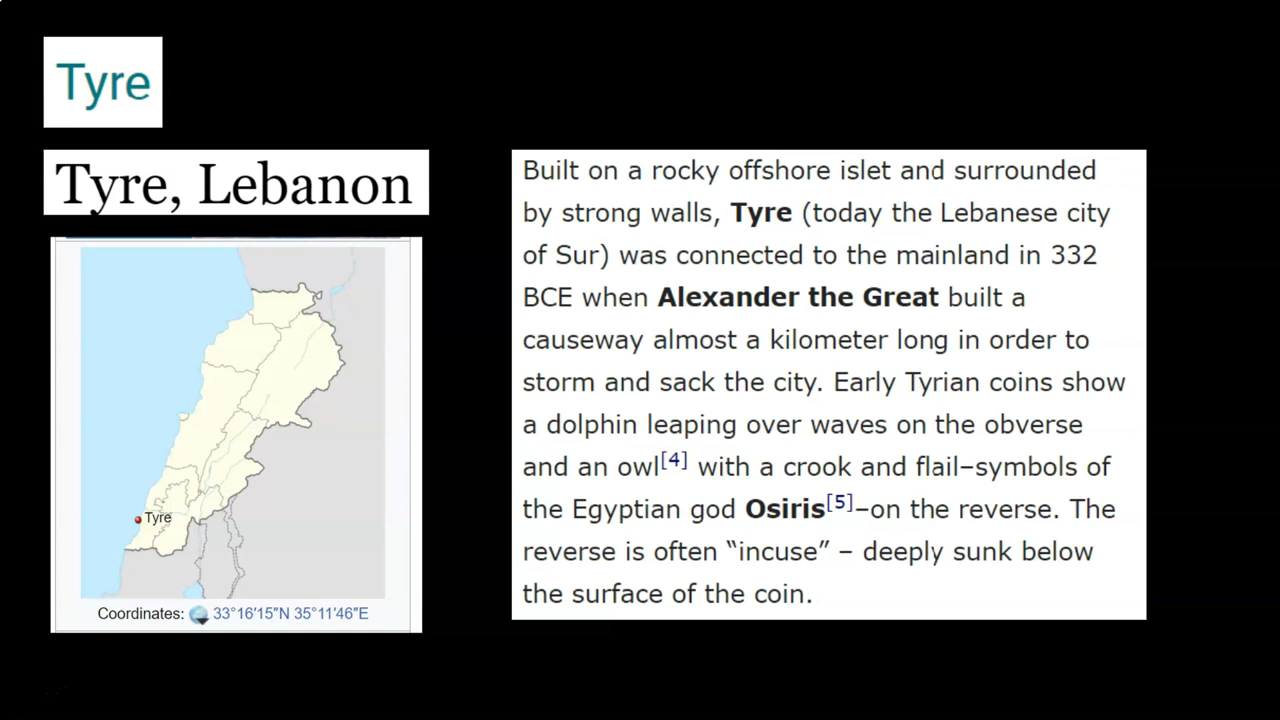 Tyre
Tyre, Lebanon
Tyre
Coordinates: 33°16′15″N 35°11′46″E
Built on a rocky offshore islet and surrounded
by strong walls, Tyre (today the Lebanese city
of Sur) was connected to the mainland in 332
BCE when Alexander the Great built a
causeway almost a kilometer long in order to
storm and sack the city. Early Tyrian coins show
a dolphin leaping over waves on the obverse
and an owl[4] with a crook and flail–symbols of
the Egyptian god Osiris[5]–on the reverse. The
reverse is often “incuse” – deeply sunk below
the surface of the coin.